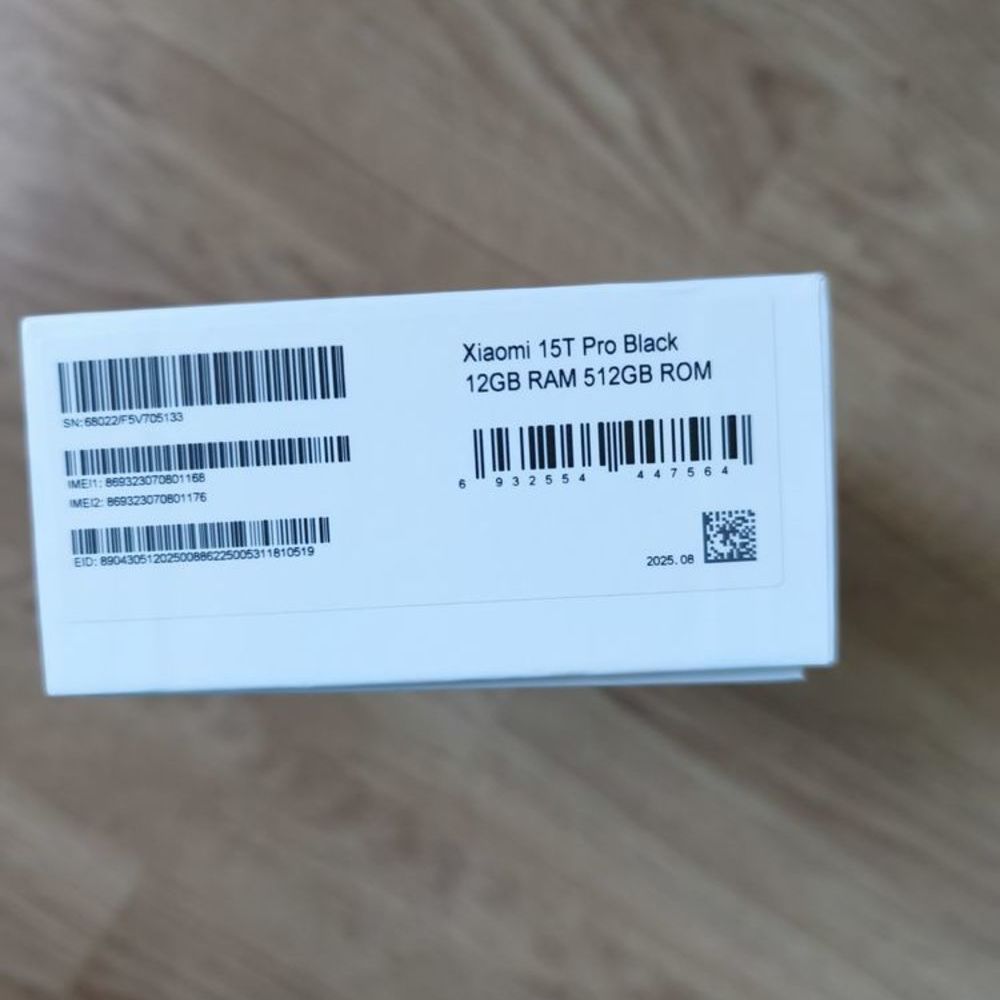 SN: 68022/F5V705133
IMEI1: 869323070801168
IMEI2: 869323070801176
EID: 89043051202500886225005311810519
Xiaomi 15T Pro Black
12GB RAM 512GB ROM
6 932554 447564
2025.08